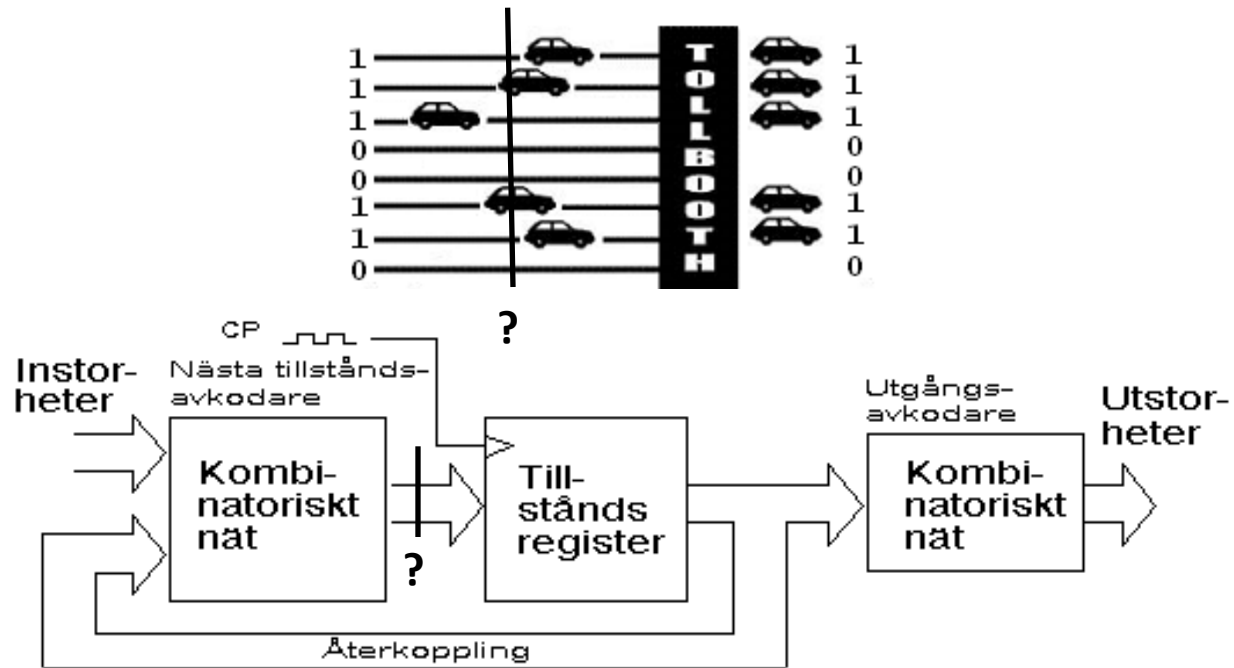 1 1
1 1
1 1
0 0
0 0
1 1
1 1
0 0
TOLLBOOTH
?
CP
Nästa tillstånds-
avkodare
Instor-
heter
Kombi-
natoriskt
nät
?
Till-
stånds
register
Utgångs-
avkodare
Kombi-
natoriskt
nät
Utstor-
heter
Återkoppling